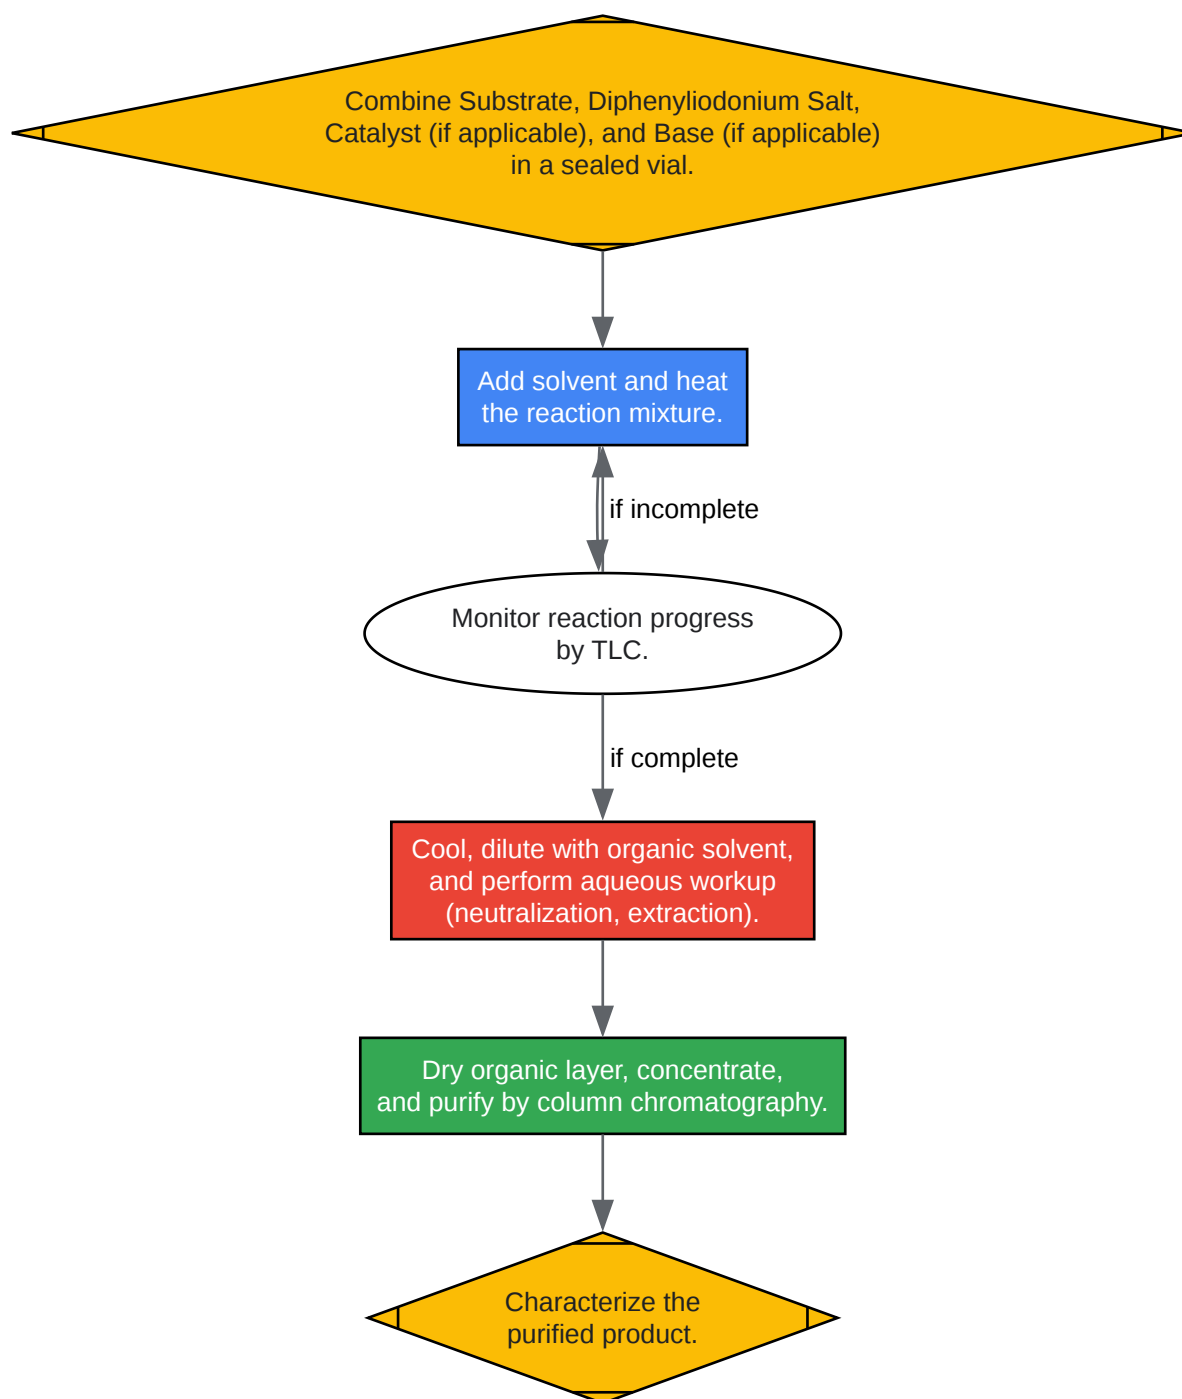 Combine Substrate, Diphenyliodonium Salt,
Catalyst (if applicable), and Base (if applicable)
in a sealed vial.
Add solvent and heat
the reaction mixture.
if incomplete
Monitor reaction progress
by TLC.
if complete
Cool, dilute with organic solvent,
and perform aqueous workup
(neutralization, extraction).
Dry organic layer, concentrate,
and purify by column chromatography.
Characterize the
purified product.